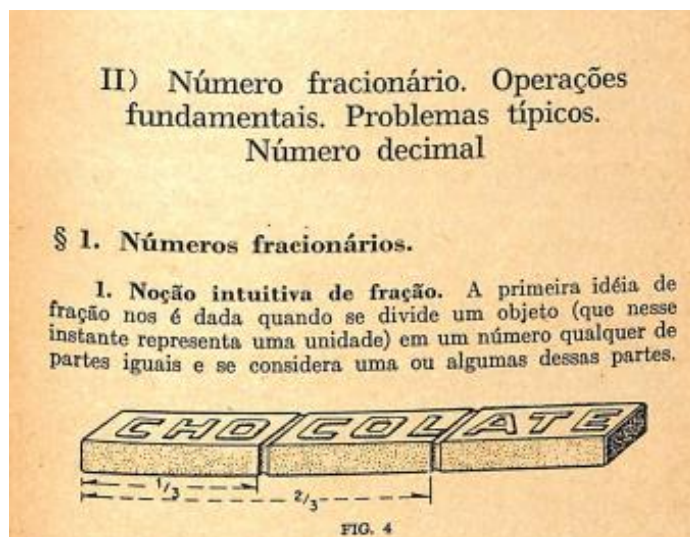 II) Número fracionário. Operações
fundamentais. Problemas típicos.
Número decimal
§ 1. Números fracionários.
1. Noção intuitiva de fração. A primeira idéia de
fração nos é dada quando se divide um objeto (que nesse
instante representa uma unidade) em um número qualquer de
partes iguais e se considera uma ou algumas dessas partes.
CHOCOLATE
1/3
2/3
FIG. 4